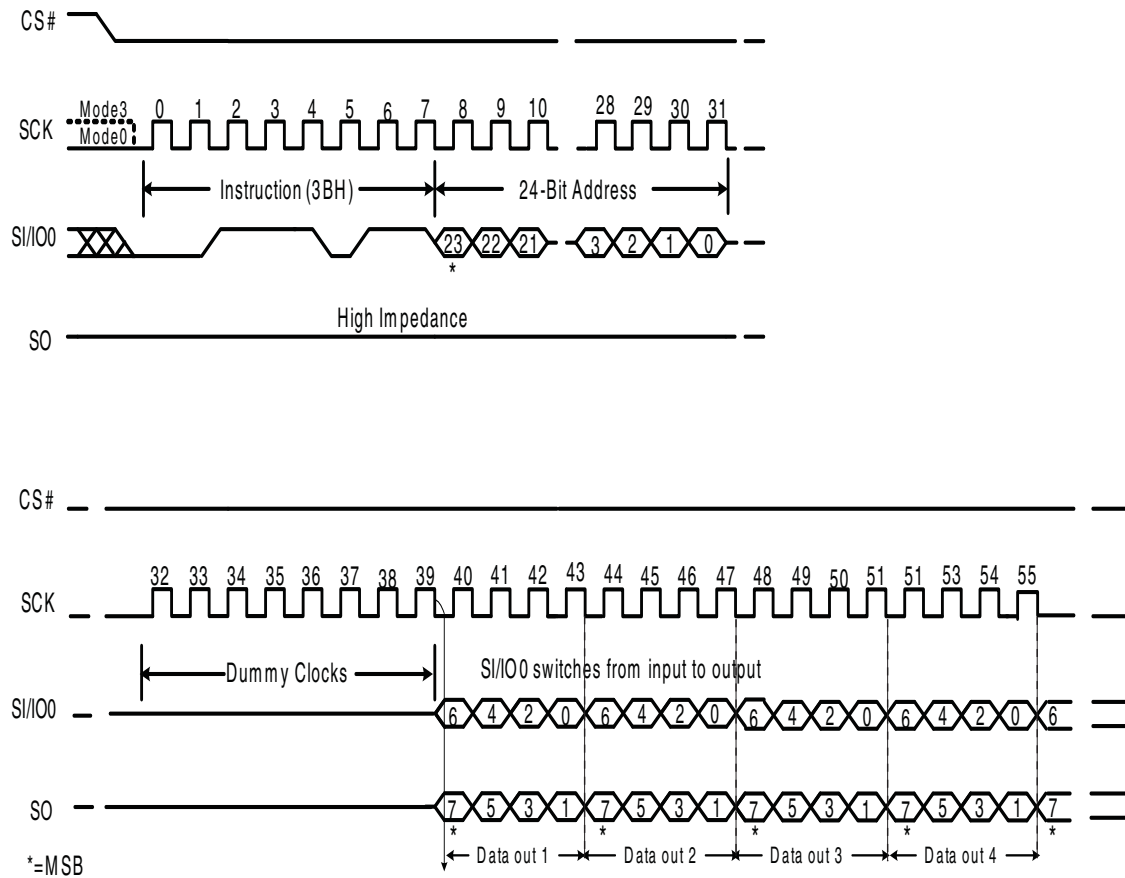 CS#
Mode3
SCK
Mode0
0 1 2 3 4 5 6 7 8 9 10 28 29 30 31
Instruction (3BH)
24-Bit Address
SI/IO0
23 22 21 3 2 1 0
*
High Impedance
SO
CS#
32 33 34 35 36 37 38 39 40 41 42 43 44 45 46 47 48 49 50 51 51 53 54 55
SCK
Dummy Clocks
SI/IO0 switches from input to output
SI/IO0
6 4 2 0 6 4 2 0 6 4 2 0 6 4 2 0 6
SO
7 5 3 1 7 5 3 1 7 5 3 1 7 5 3 1 7
* * * * *
Data out 1 Data out 2 Data out 3 Data out 4
*=MSB